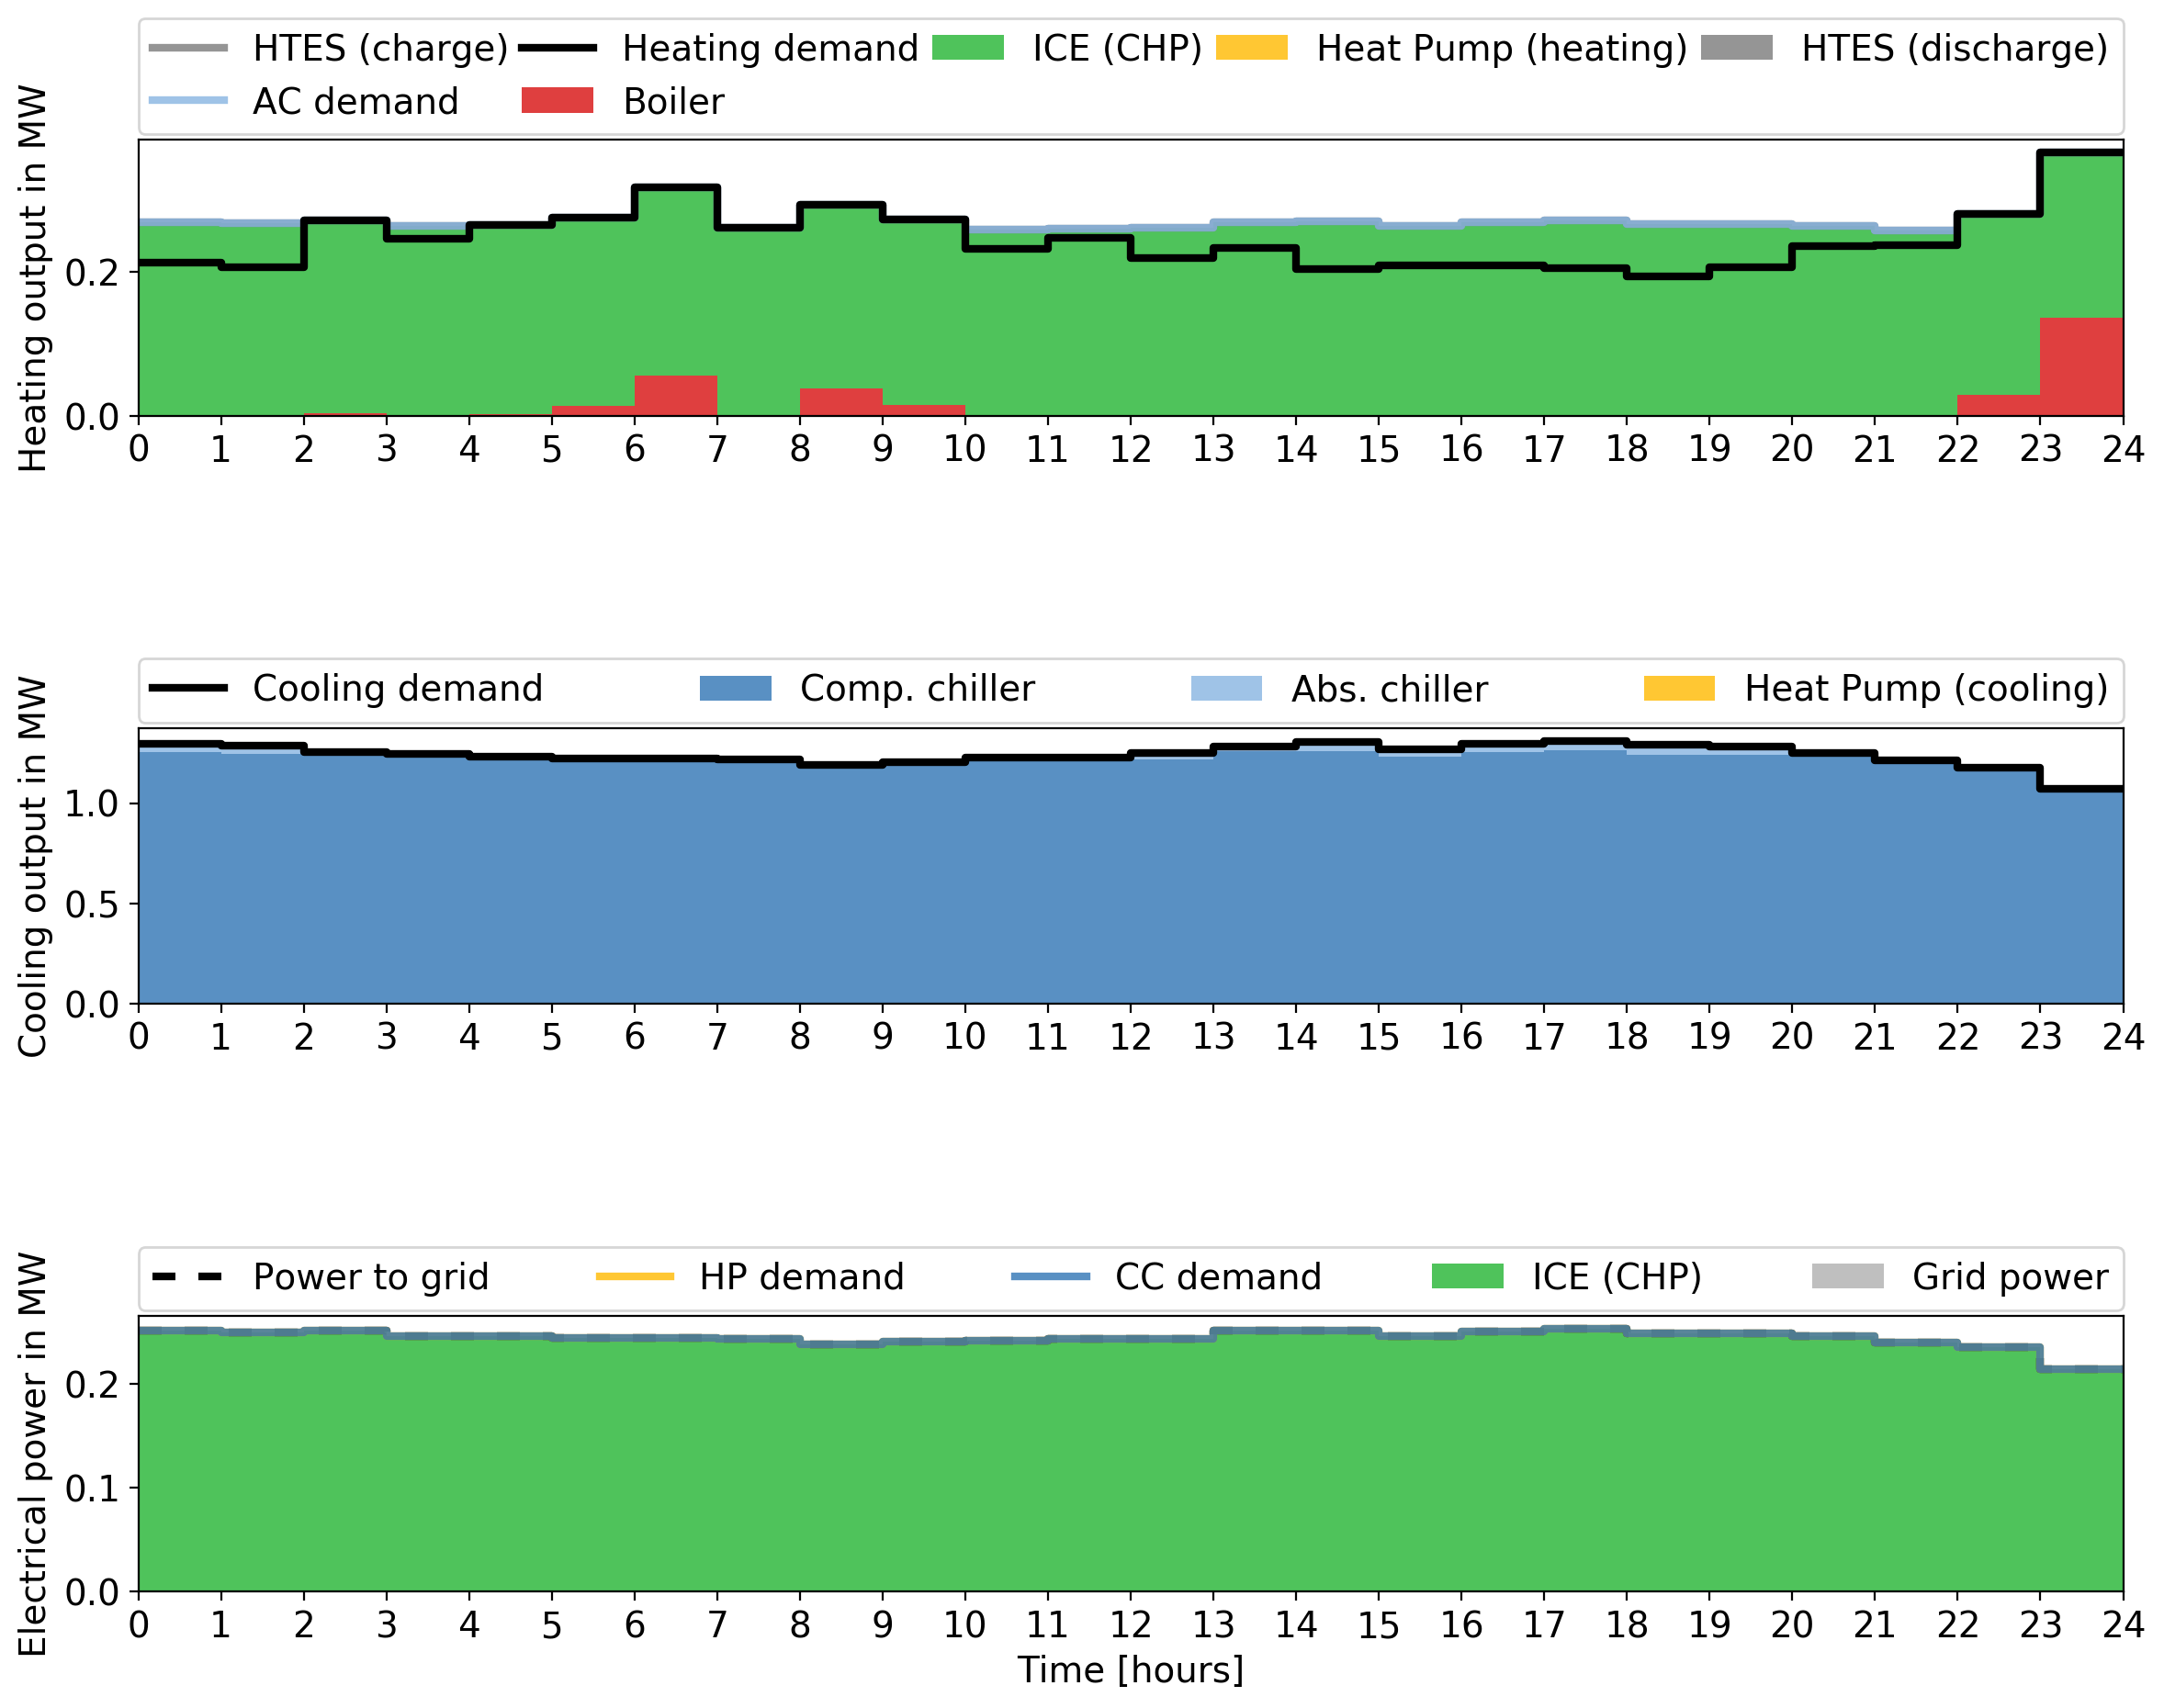 HTES (charge) Heating demand ICE (CHP) Heat Pump (heating) HTES (discharge)
AC demand Boiler
Heating output in MW
0.2
0.0
0 1 2 3 4 5 6 7 8 9 10 11 12 13 14 15 16 17 18 19 20 21 22 23 24
Cooling demand Comp. chiller Abs. chiller Heat Pump (cooling)
Cooling output in MW
1.0
0.5
0.0
0 1 2 3 4 5 6 7 8 9 10 11 12 13 14 15 16 17 18 19 20 21 22 23 24
Power to grid HP demand CC demand ICE (CHP) Grid power
Electrical power in MW
0.2
0.1
0.0
0 1 2 3 4 5 6 7 8 9 10 11 12 13 14 15 16 17 18 19 20 21 22 23 24
Time [hours]